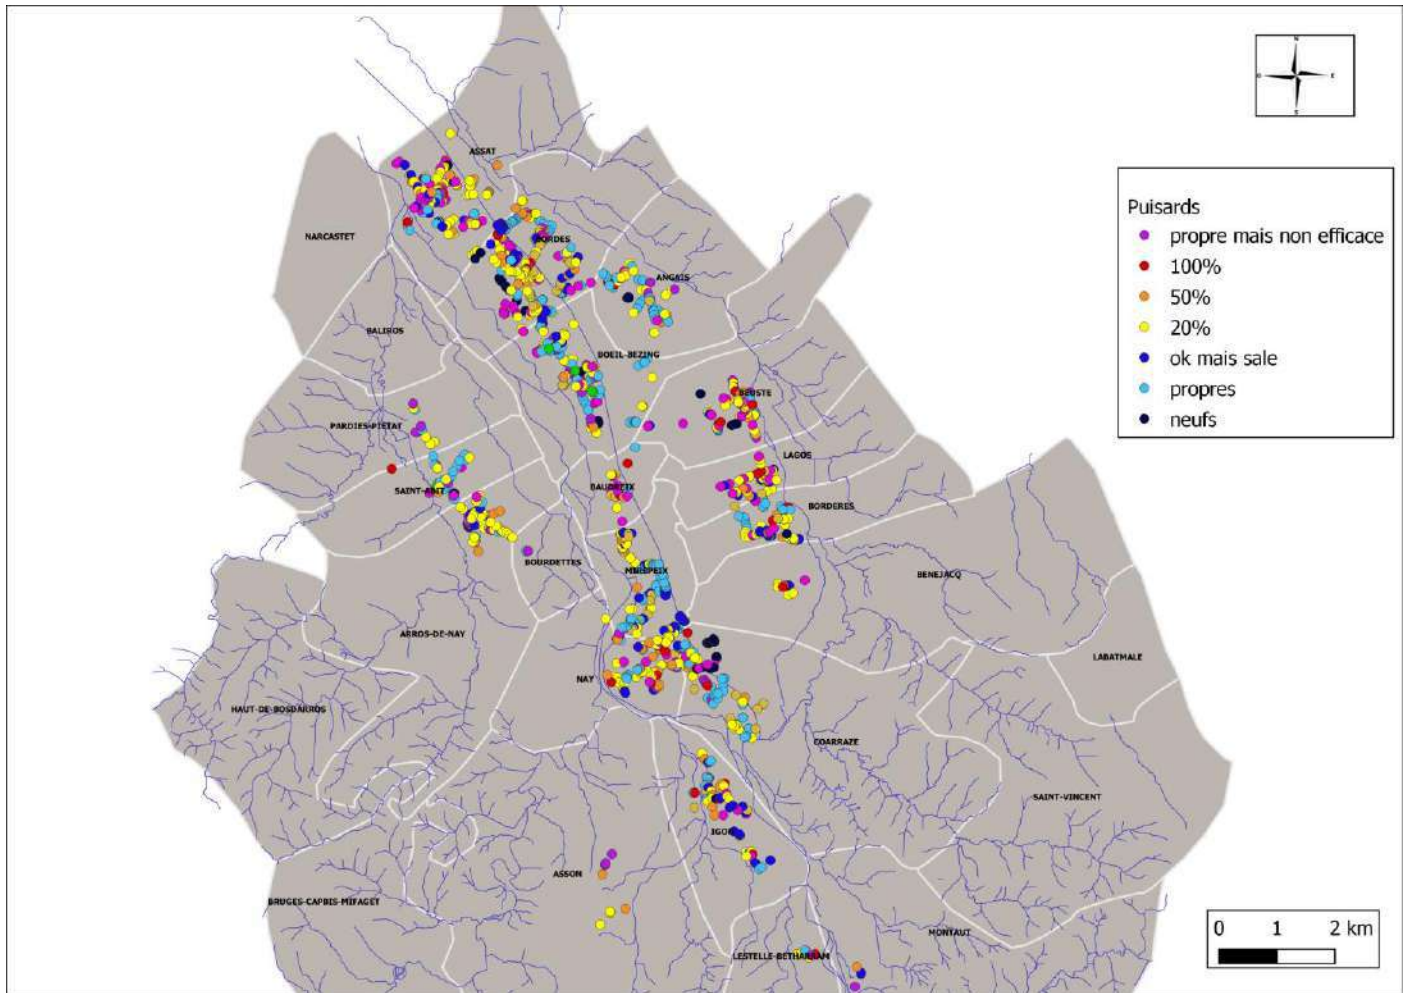 N
O
E
S
ASSAT
NARCASTET
BORDES
ANGAIS
BALIROS
BOEIL-BEZING
BEUSTE
PARDIES-PIETAT
LAGOS
SAINT-ABIT
BAUDREIX
BORDERES
BOURDETTES
MIREPEIX
BENEJACQ
ARROS-DE-NAY
LABATMALE
NAY
HAUT-DE-BOSDARROS
COARRAZE
SAINT-VINCENT
IGON
ASSON
BRUGES-CAPBIS-MIFAGET
MONTAUT
LESTELLE-BETHARRAM
Puisards
propre mais non efficace
100%
50%
20%
ok mais sale
propres
neufs
0 1 2 km